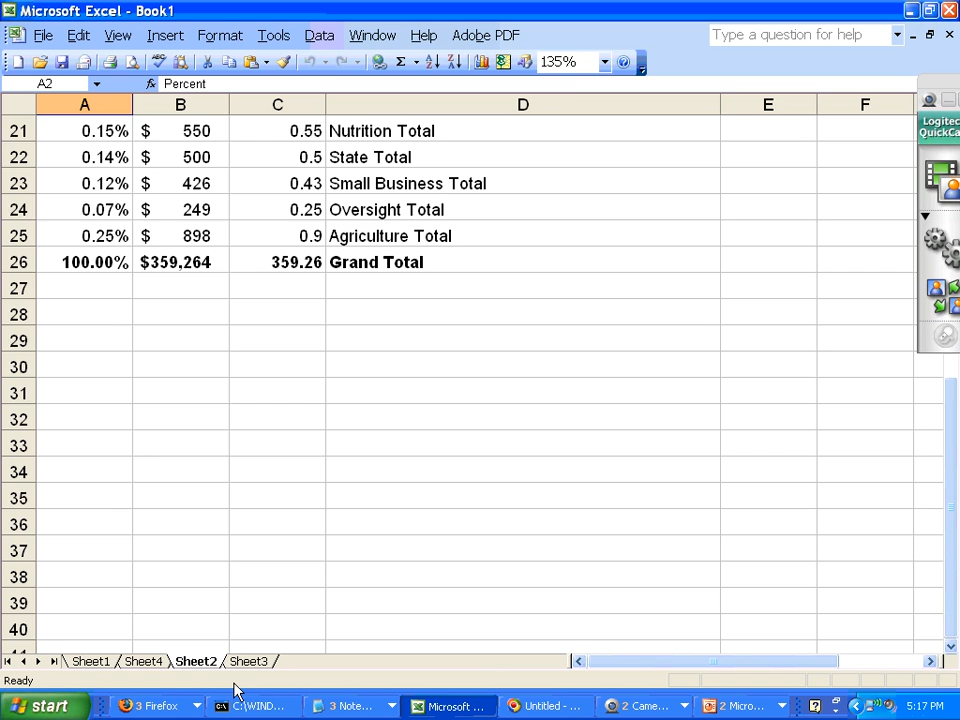 Microsoft Excel - Book1
File Edit View Insert Format Tools Data Window Help Adobe PDF Type a question for help
135%
A2 fx Percent
A B C D E F
21 0.15% $ 550 0.55 Nutrition Total
22 0.14% $ 500 0.5 State Total
23 0.12% $ 426 0.43 Small Business Total
24 0.07% $ 249 0.25 Oversight Total
25 0.25% $ 898 0.9 Agriculture Total
26 100.00% $359,264 359.26 Grand Total
27
28
29
30
31
32
33
34
35
36
37
38
39
40
Logitec
QuickCa
Sheet1 Sheet4 Sheet2 Sheet3
Ready
start 3 Firefox C:\WIND... 3 Note... Microsoft ... Untitled - ... 2 Came... 2 Micro... 5:17 PM